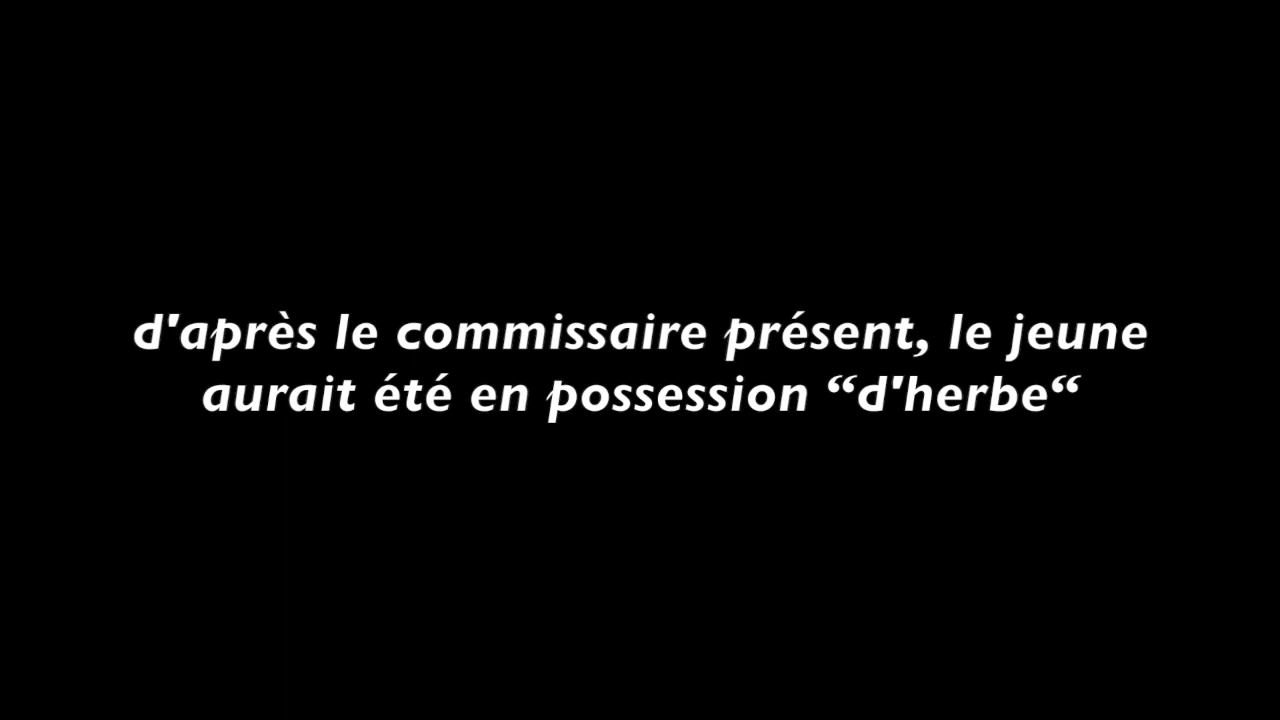 d'après le commissaire présent, le jeune
aurait été en possession “d'herbe“